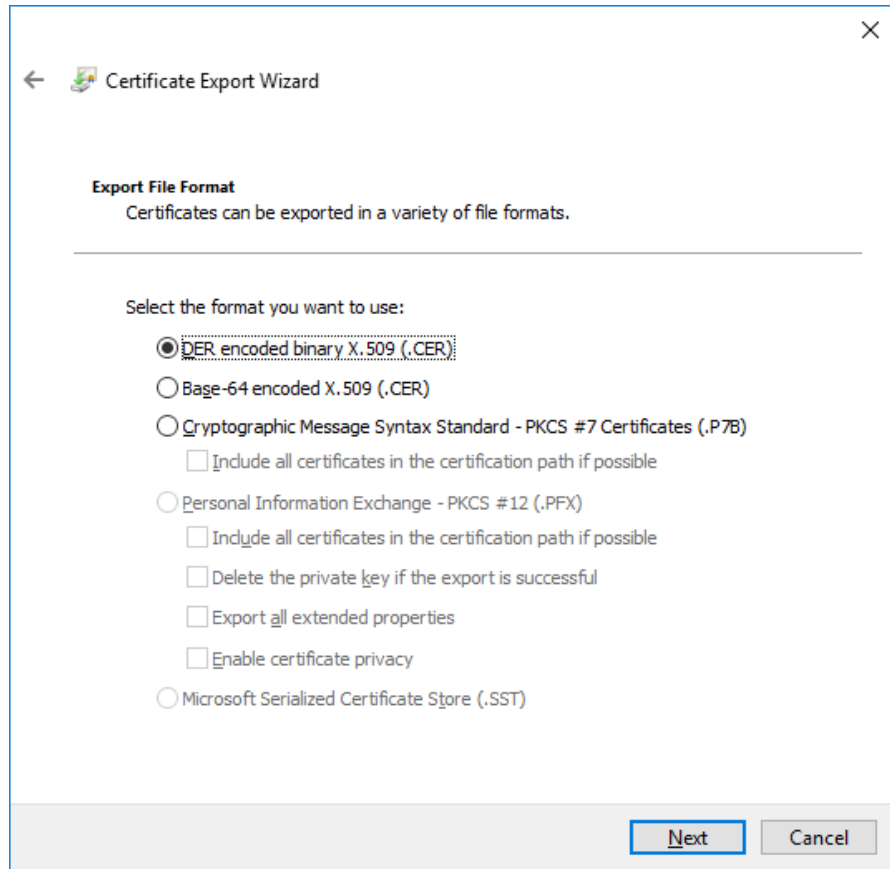 Certificate Export Wizard
Export File Format
Certificates can be exported in a variety of file formats.
Select the format you want to use:
DER encoded binary X.509 (.CER)
Base-64 encoded X.509 (.CER)
Cryptographic Message Syntax Standard - PKCS #7 Certificates (.P7B)
Include all certificates in the certification path if possible
Personal Information Exchange - PKCS #12 (.PFX)
Include all certificates in the certification path if possible
Delete the private key if the export is successful
Export all extended properties
Enable certificate privacy
Microsoft Serialized Certificate Store (.SST)
Next Cancel